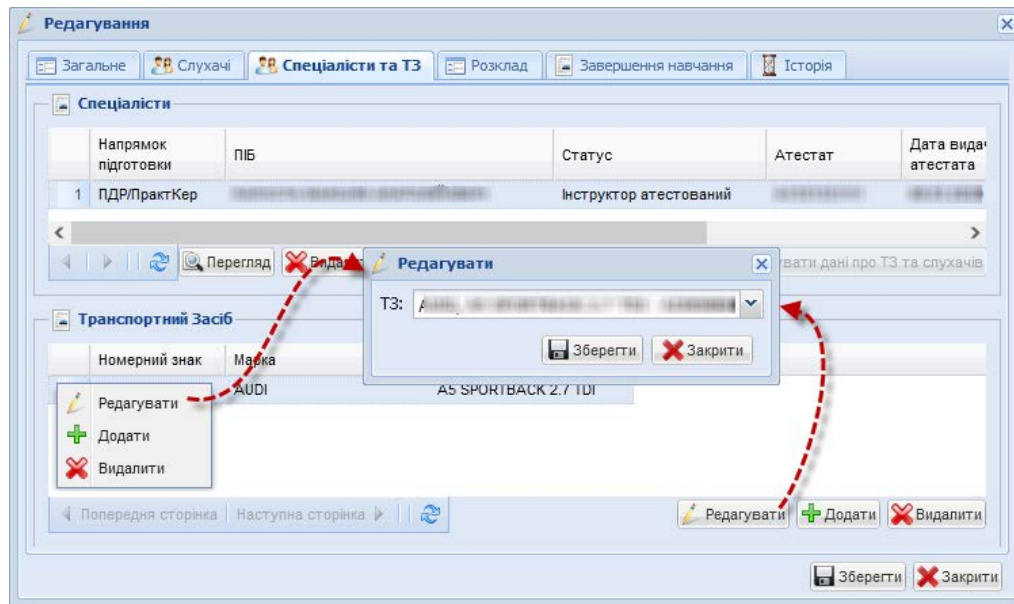 Редагування
Загальне Слухачі Спеціалісти та ТЗ Розклад Завершення навчання Історія
Спеціалісти
Напрямок підготовки ПІБ Статус Атестат Дата видач атестата
1 ПДР/ПрактКер Інструктор атестований
Перегляд Редагувати вати дані про ТЗ та слухачів
ТЗ:
Зберегти Закрити
Транспортний Засіб
Номерний знак Марка
AUDI A5 SPORTBACK 2.7 TDI
Редагувати
Додати
Видалити
Попередня сторінка Наступна сторінка Редагувати Додати Видалити
Зберегти Закрити